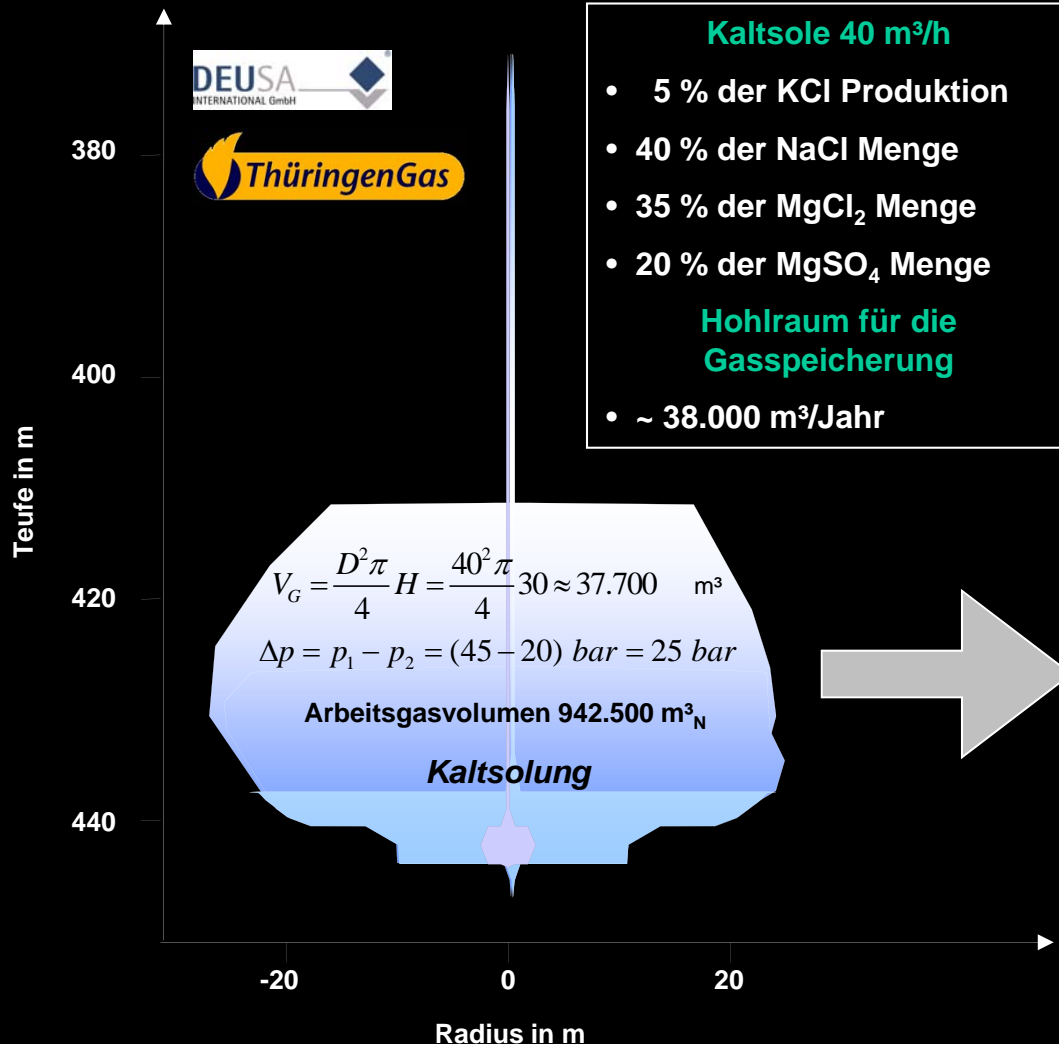 DEUSA
INTERNATIONAL GmbH
®
ThüringenGas
Kaltsole 40 m³/h
• 5 % der KCl Produktion
• 40 % der NaCl Menge
• 35 % der MgCl₂ Menge
• 20 % der MgSO₄ Menge
Hohlraum für die
Gasspeicherung
• ~ 38.000 m³/Jahr
Teufe in m
380
400
420
440
V_G = D²π/4 H = 40²π/4 30 ≈ 37.700 m³
Δp = p₁ − p₂ = (45 − 20) bar = 25 bar
Arbeitsgasvolumen 942.500 m³N
Kaltsolung
-20 0 20
Radius in m